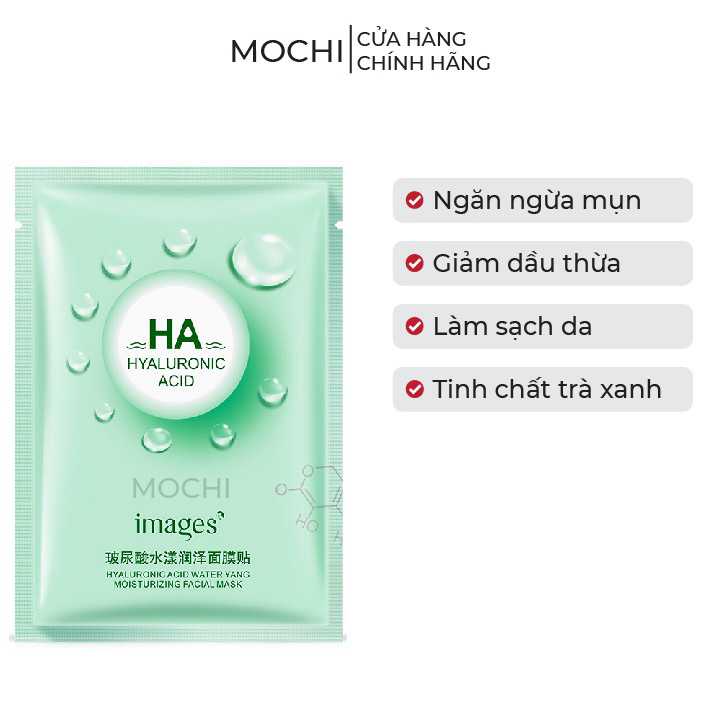 MOCHI
CỬA HÀNG
CHÍNH HÃNG
HA
HYALURONIC
ACID
MOCHI
images
玻尿酸水漾润泽面膜贴
HYALURONIC ACID WATER YANG
MOISTURIZING FACIAL MASK
O
O
HO
HO
Ngăn ngừa mụn
Giảm dầu thừa
Làm sạch da
Tinh chất trà xanh